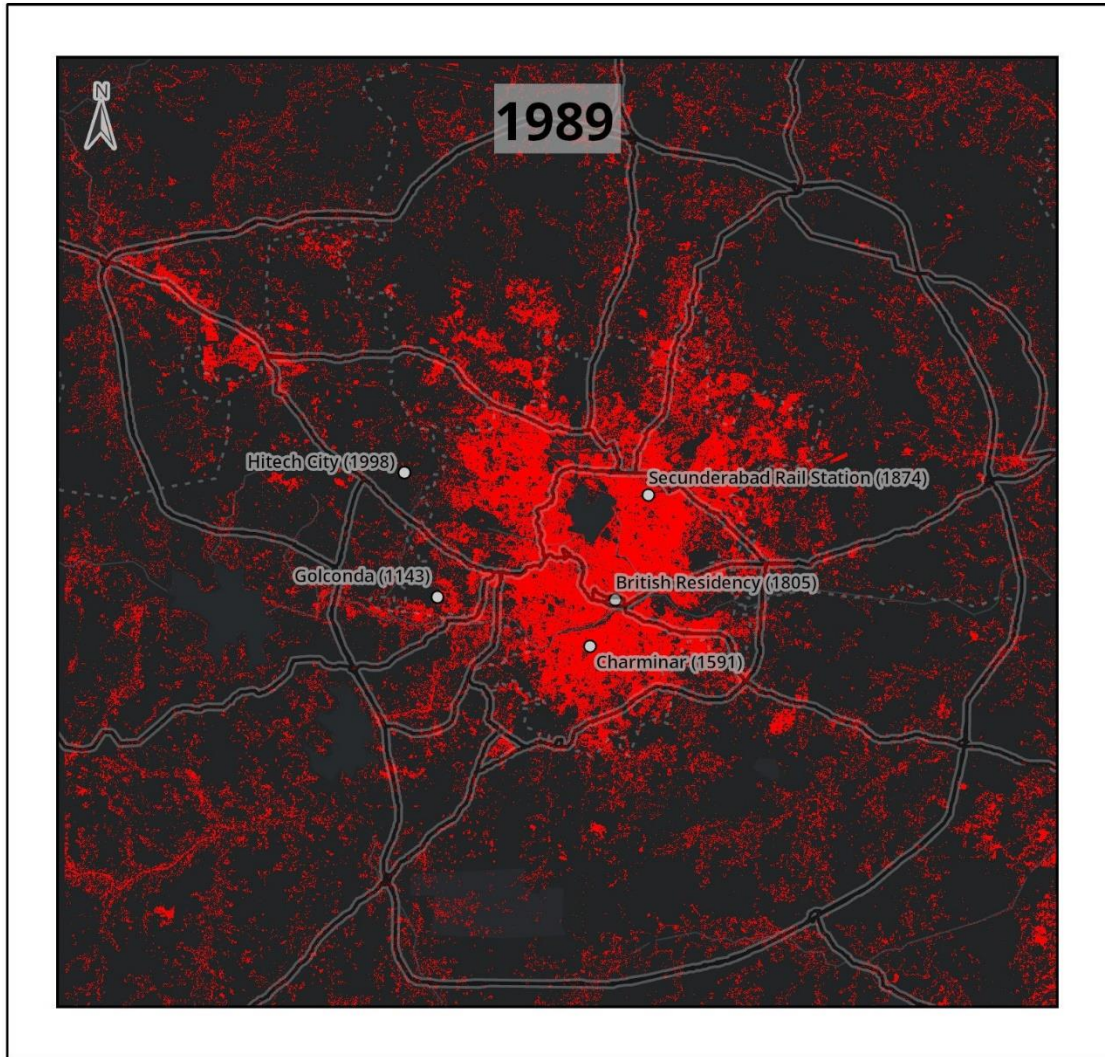 N
1989
Hitech City (1998)
Secunderabad Rail Station (1874)
Golconda (1143)
British Residency (1805)
Charminar (1591)